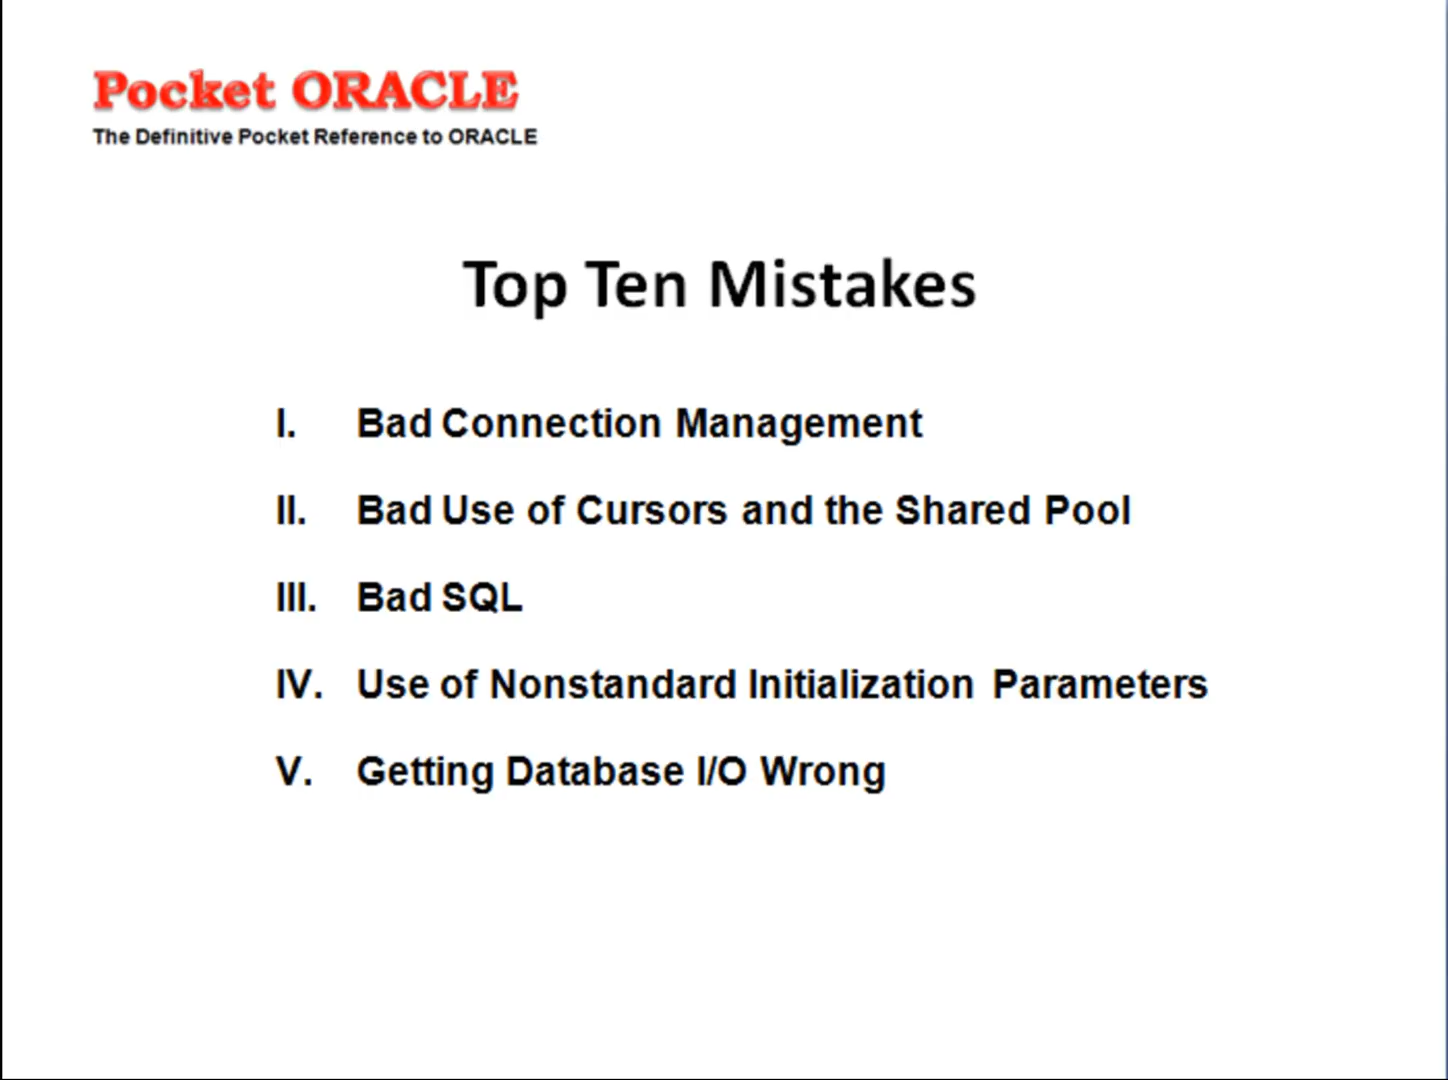 Pocket ORACLE
The Definitive Pocket Reference to ORACLE
Top Ten Mistakes
I. Bad Connection Management
II. Bad Use of Cursors and the Shared Pool
III. Bad SQL
IV. Use of Nonstandard Initialization Parameters
V. Getting Database I/O Wrong